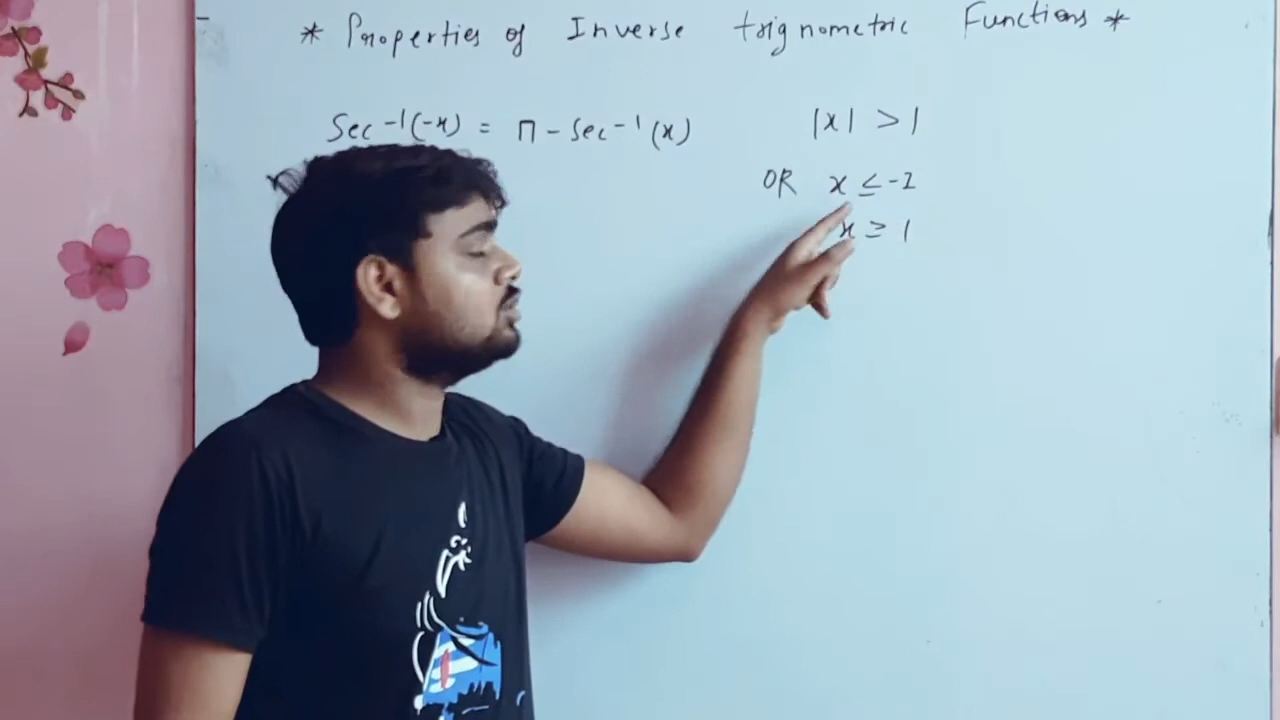 * Properties of Inverse trignometric Functions *
Sec⁻¹(-x) = π - Sec⁻¹(x) |x| > 1
OR x ≤ -1
x ≥ 1